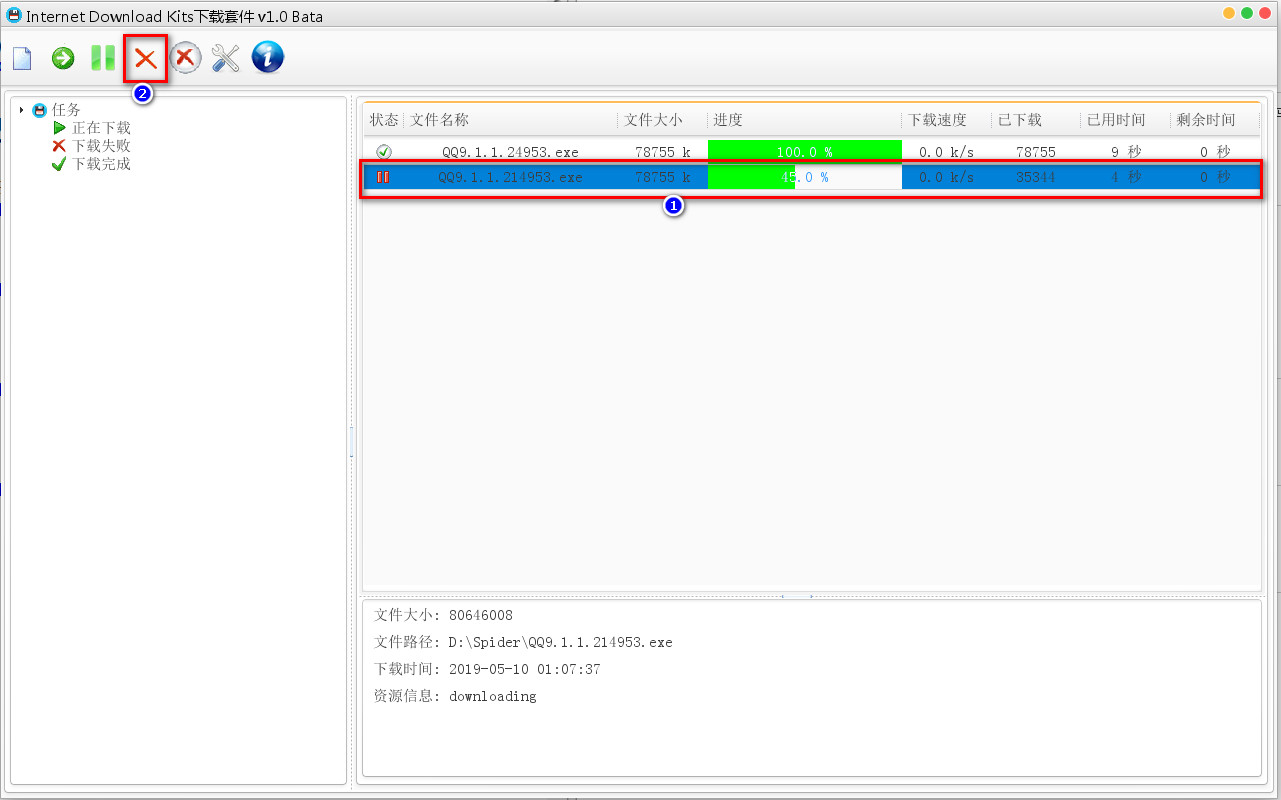 Internet Download Kits下载套件 v1.0 Bata
2
任务
正在下载
下载失败
下载完成
状态 文件名称 文件大小 进度 下载速度 已下载 已用时间 剩余时间
QQ9.1.1.24953.exe 78755 k 100.0 % 0.0 k/s 78755 9 秒 0 秒
QQ9.1.1.214953.exe 78755 k 45.0 % 0.0 k/s 35344 4 秒 0 秒
1
文件大小: 80646008
文件路径: D:\Spider\QQ9.1.1.214953.exe
下载时间: 2019-05-10 01:07:37
资源信息: downloading